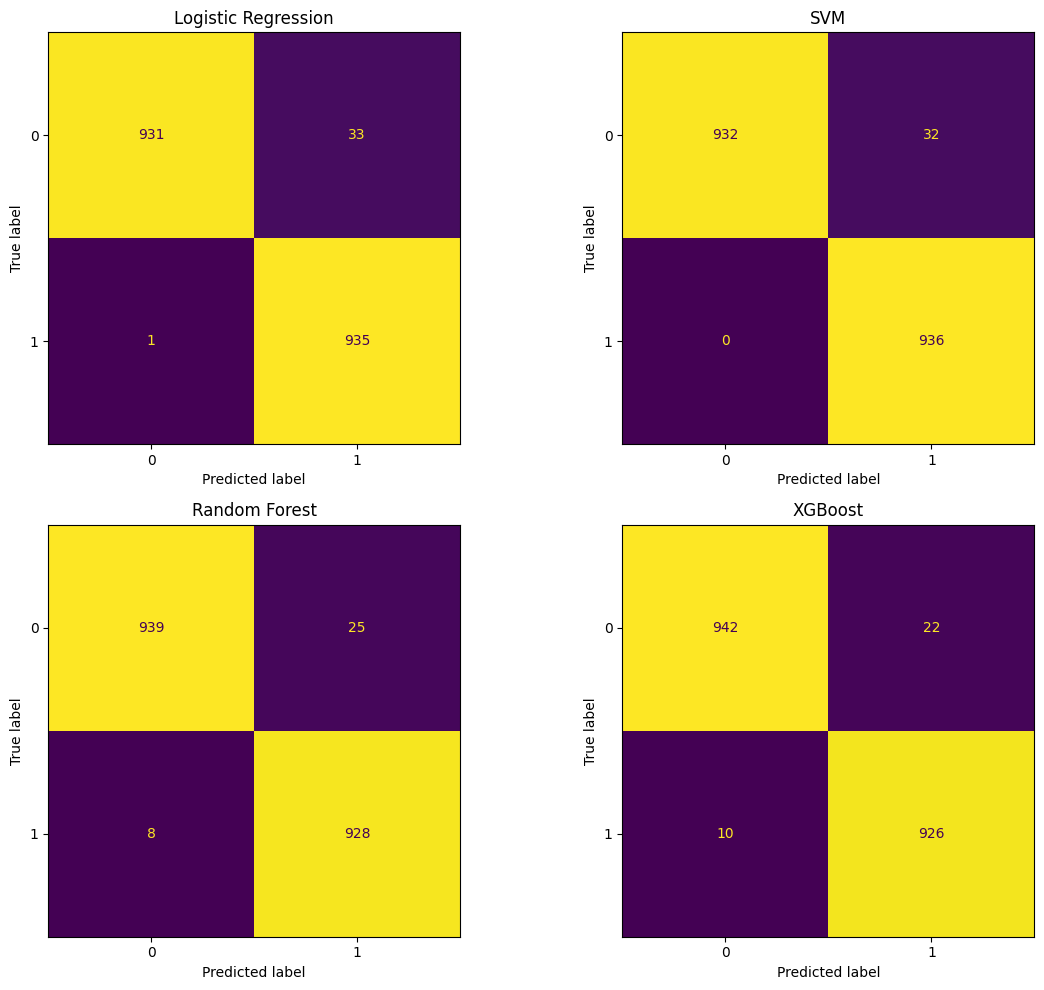 Logistic Regression
0
931
33
1
1
935
0
1
True label
Predicted label
SVM
0
932
32
1
0
936
0
1
True label
Predicted label
Random Forest
0
939
25
1
8
928
0
1
True label
Predicted label
XGBoost
0
942
22
1
10
926
0
1
True label
Predicted label